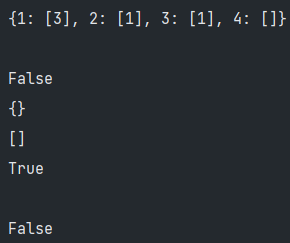 {1: [3], 2: [1], 3: [1], 4: []}
False
{}
[]
True
False